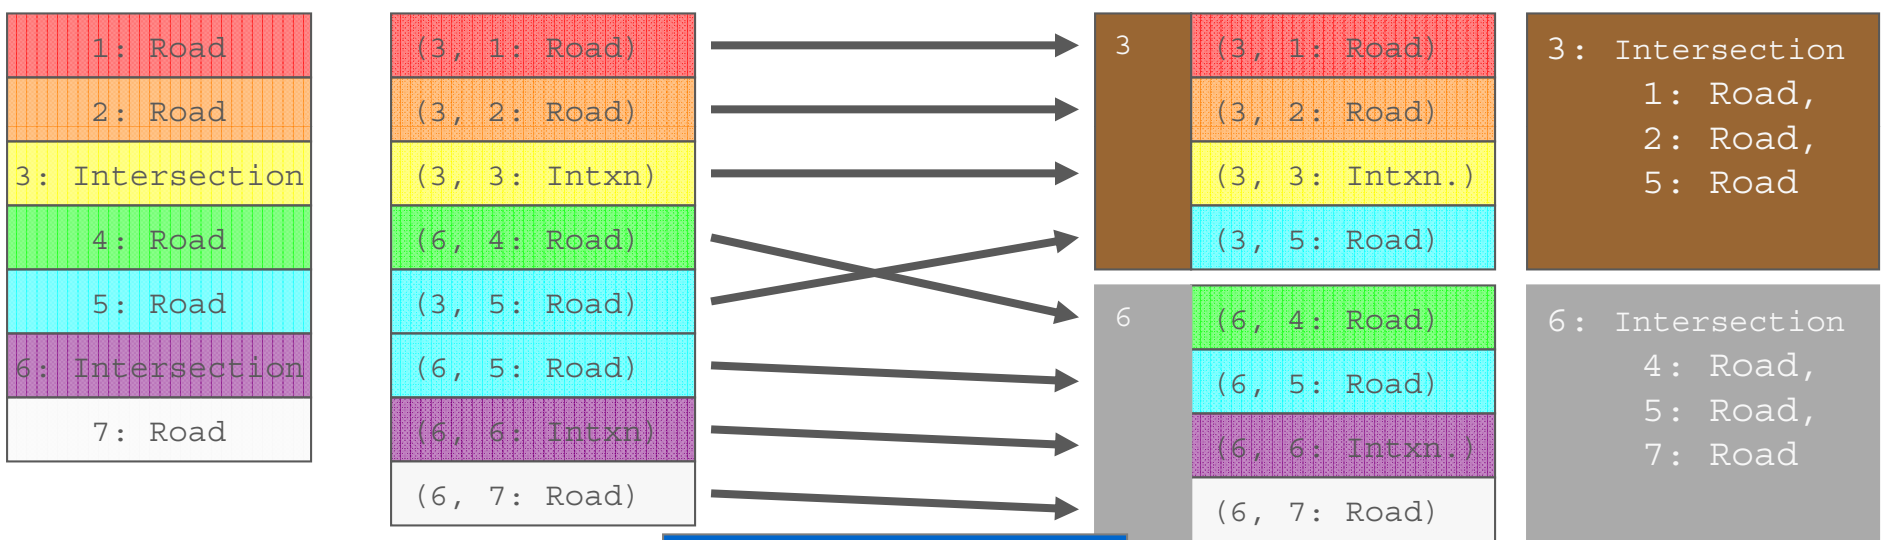 1: Road
2: Road
3: Intersection
4: Road
5: Road
6: Intersection
7: Road
(3, 1: Road)
(3, 2: Road)
(3, 3: Intxn)
(6, 4: Road)
(3, 5: Road)
(6, 5: Road)
(6, 6: Intxn)
(6, 7: Road)
3
(3, 1: Road)
(3, 2: Road)
(3, 3: Intxn.)
(3, 5: Road)
6
(6, 4: Road)
(6, 5: Road)
(6, 6: Intxn.)
(6, 7: Road)
3: Intersection
1: Road,
2: Road,
5: Road
6: Intersection
4: Road,
5: Road,
7: Road